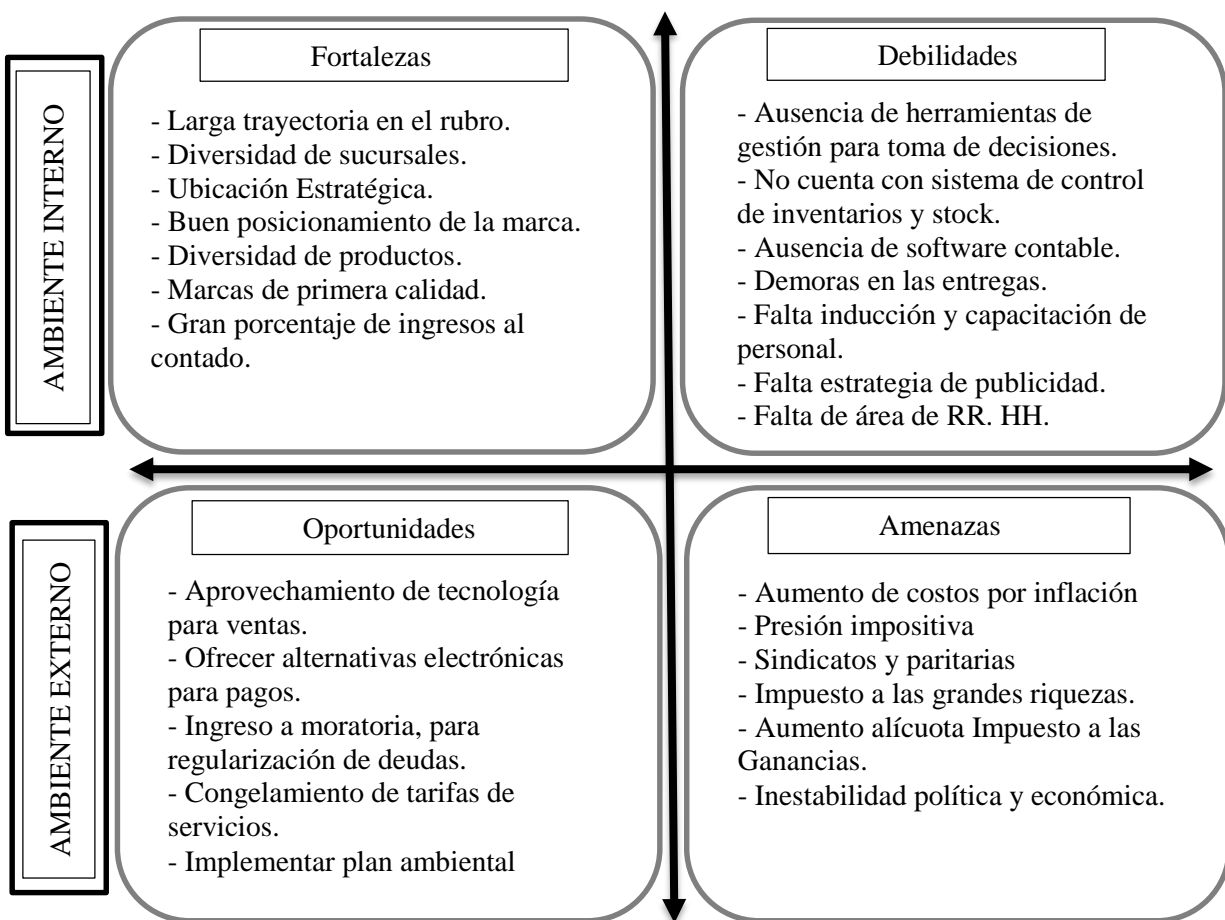 AMBIENTE INTERNO
Fortalezas
- Larga trayectoria en el rubro.
- Diversidad de sucursales.
- Ubicación Estratégica.
- Buen posicionamiento de la marca.
- Diversidad de productos.
- Marcas de primera calidad.
- Gran porcentaje de ingresos al
contado.
Debilidades
- Ausencia de herramientas de
gestión para toma de decisiones.
- No cuenta con sistema de control
de inventarios y stock.
- Ausencia de software contable.
- Demoras en las entregas.
- Falta inducción y capacitación de
personal.
- Falta estrategia de publicidad.
- Falta de área de RR. HH.
AMBIENTE EXTERNO
Oportunidades
- Aprovechamiento de tecnología
para ventas.
- Ofrecer alternativas electrónicas
para pagos.
- Ingreso a moratoria, para
regularización de deudas.
- Congelamiento de tarifas de
servicios.
- Implementar plan ambiental
Amenazas
- Aumento de costos por inflación
- Presión impositiva
- Sindicatos y paritarias
- Impuesto a las grandes riquezas.
- Aumento alícuota Impuesto a las
Ganancias.
- Inestabilidad política y económica.